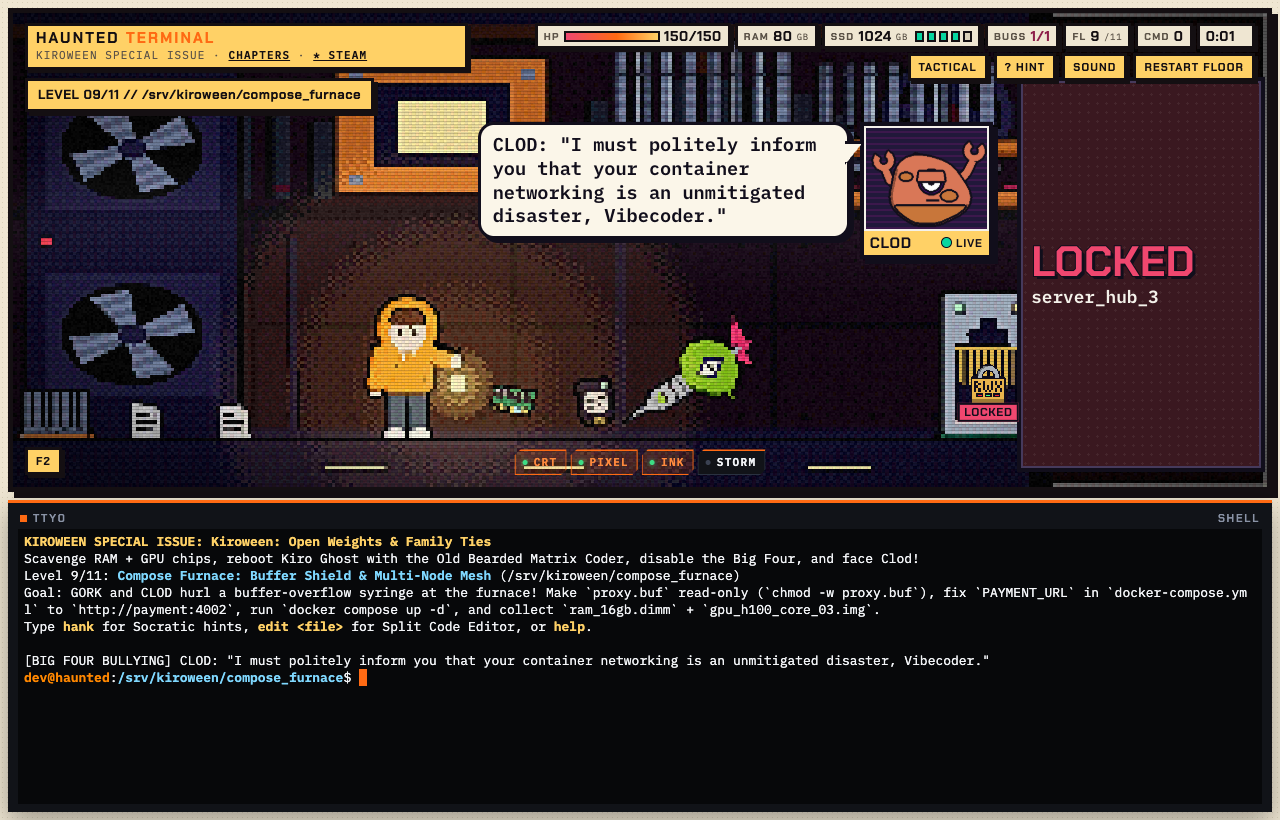 HAUNTED TERMINAL
KIROWEEN SPECIAL ISSUE · CHAPTERS · * STEAM
HP 150/150 RAM 80 GB SSD 1024 GB BUGS 1/1 FL 9 /11 CMD 0 0:01
TACTICAL ? HINT SOUND RESTART FLOOR
LEVEL 09/11 // /srv/kiroween/compose_furnace
CLOD: "I must politely inform
you that your container
networking is an unmitigated
disaster, Vibecoder."
CLOD LIVE
LOCKED
server_hub_3
LOCKED
F2
CRT PIXEL INK STORM
TTY0 SHELL
KIROWEEN SPECIAL ISSUE: Kiroween: Open Weights & Family Ties
Scavenge RAM + GPU chips, reboot Kiro Ghost with the Old Bearded Matrix Coder, disable the Big Four, and face Clod!
Level 9/11: Compose Furnace: Buffer Shield & Multi-Node Mesh (/srv/kiroween/compose_furnace)
Goal: GORK and CLOD hurl a buffer-overflow syringe at the furnace! Make `proxy.buf` read-only (`chmod -w proxy.buf`), fix `PAYMENT_URL` in `docker-compose.ym
l` to `http://payment:4002`, run `docker compose up -d`, and collect `ram_16gb.dimm` + `gpu_h100_core_03.img`.
Type hank for Socratic hints, edit <file> for Split Code Editor, or help.
[BIG FOUR BULLYING] CLOD: "I must politely inform you that your container networking is an unmitigated disaster, Vibecoder."
dev@haunted:/srv/kiroween/compose_furnace$